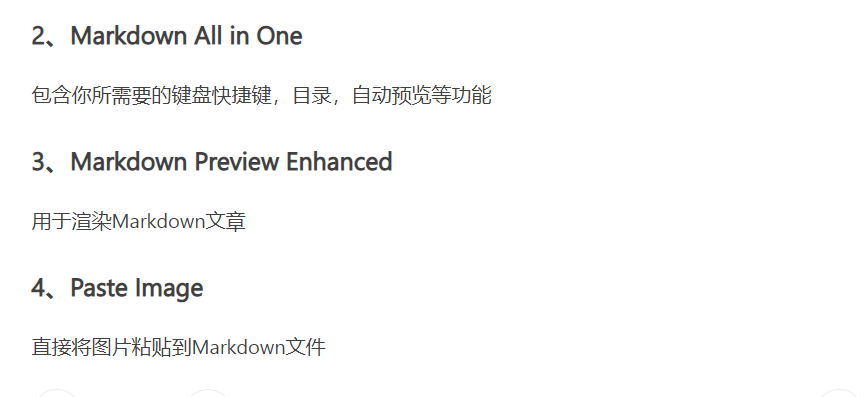 2、Markdown All in One
包含你所需要的键盘快捷键，目录，自动预览等功能
3、Markdown Preview Enhanced
用于渲染Markdown文章
4、Paste Image
直接将图片粘贴到Markdown文件